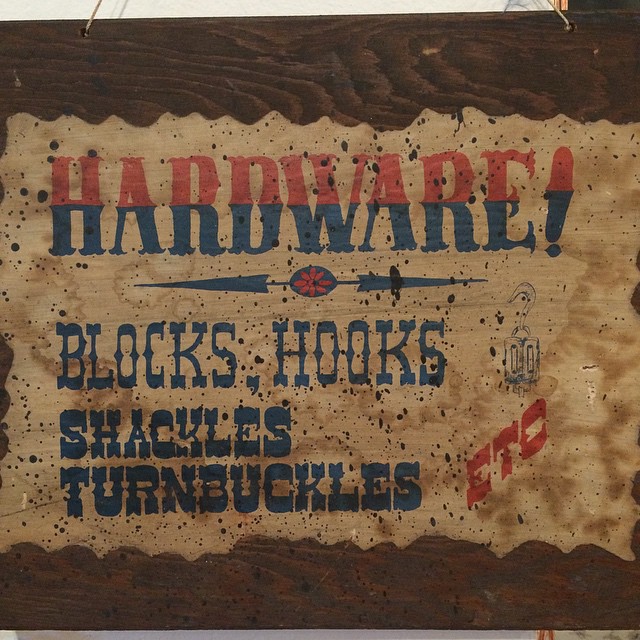 HARDWARE!
BLOCKS, HOOKS
SHACKLES
TURNBUCKLES
ETC